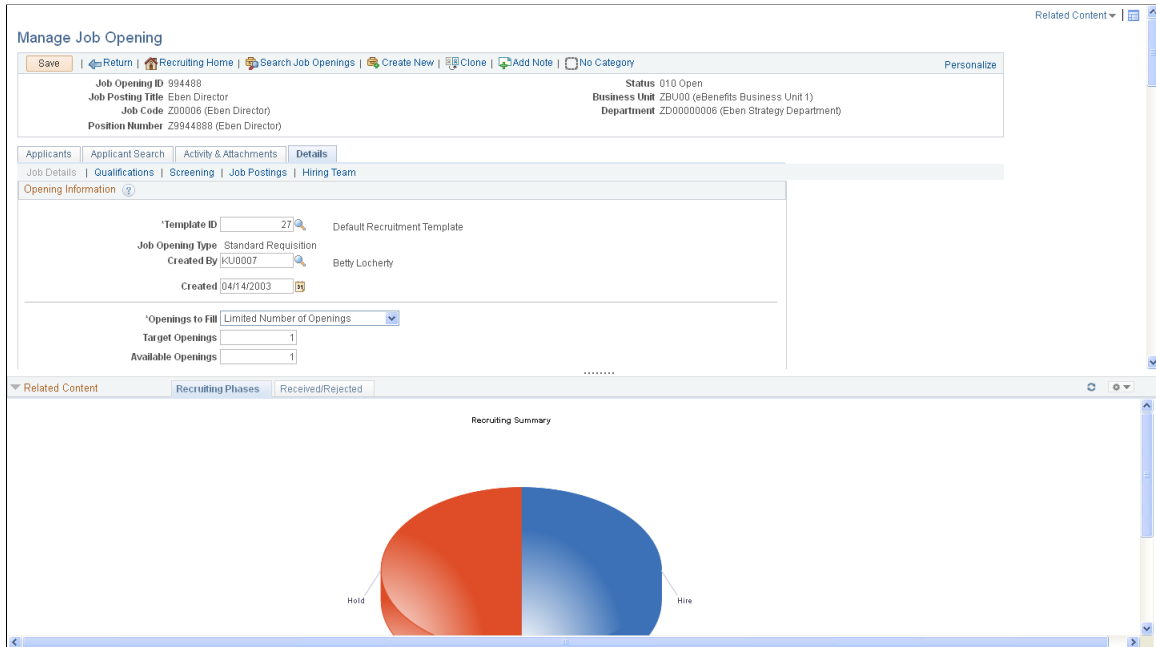 Related Content
Manage Job Opening
Save | Return | Recruiting Home | Search Job Openings | Create New | Clone | Add Note | No Category Personalize
Job Opening ID 994488 Status 010 Open
Job Posting Title Eben Director Business Unit ZBU00 (eBenefits Business Unit 1)
Job Code Z00006 (Eben Director) Department ZD00000006 (Eben Strategy Department)
Position Number Z9944888 (Eben Director)
Applicants Applicant Search Activity & Attachments Details
Job Details | Qualifications | Screening | Job Postings | Hiring Team
Opening Information ?
*Template ID 27 Default Recruitment Template
Job Opening Type Standard Requisition
Created By KU0007 Betty Locherty
Created 04/14/2003 31
*Openings to Fill Limited Number of Openings
Target Openings 1
Available Openings 1
Related Content Recruiting Phases Received/Rejected
Recruiting Summary
Hold Hire